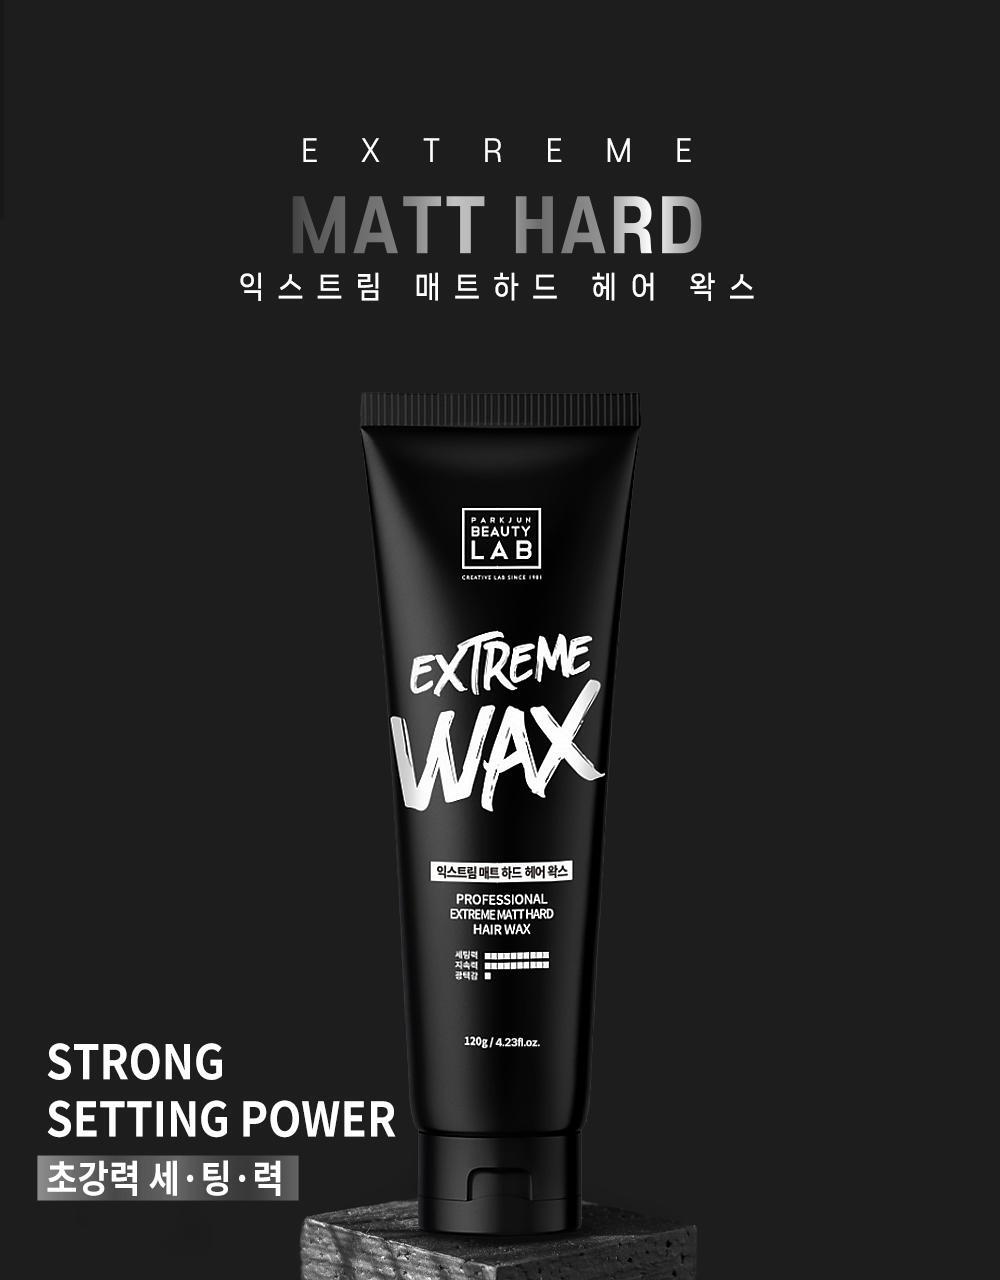 EXTREME
MATT HARD
익스트림 매트하드 헤어 왁스
PARKJUN
BEAUTY
LAB
CREATIVE LAB SINCE 1981
EXTREME
WAX
익스트림 매트 하드 헤어 왁스
PROFESSIONAL
EXTREME MATT HARD
HAIR WAX
세팅력
지속력
광택감
120g / 4.23fl.oz.
STRONG
SETTING POWER
초강력 세·팅·력